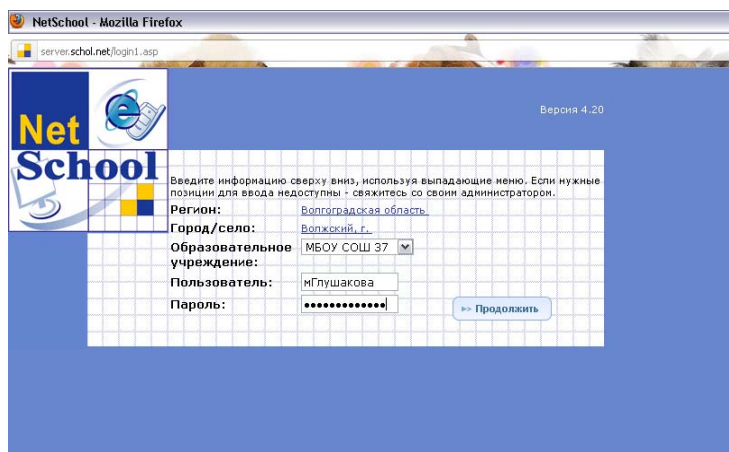 NetSchool - Mozilla Firefox
server.schol.net/login1.asp
Net
School
Версия 4.20
Введите информацию сверху вниз, используя выпадающие меню. Если нужные
позиции для ввода недоступны - свяжитесь со своим администратором.
Регион: Волгоградская область
Город/село: Волжский, г.
Образовательное МБОУ СОШ 37
учреждение:
Пользователь: мГлушакова
Пароль: •••••••••••••
Продолжить